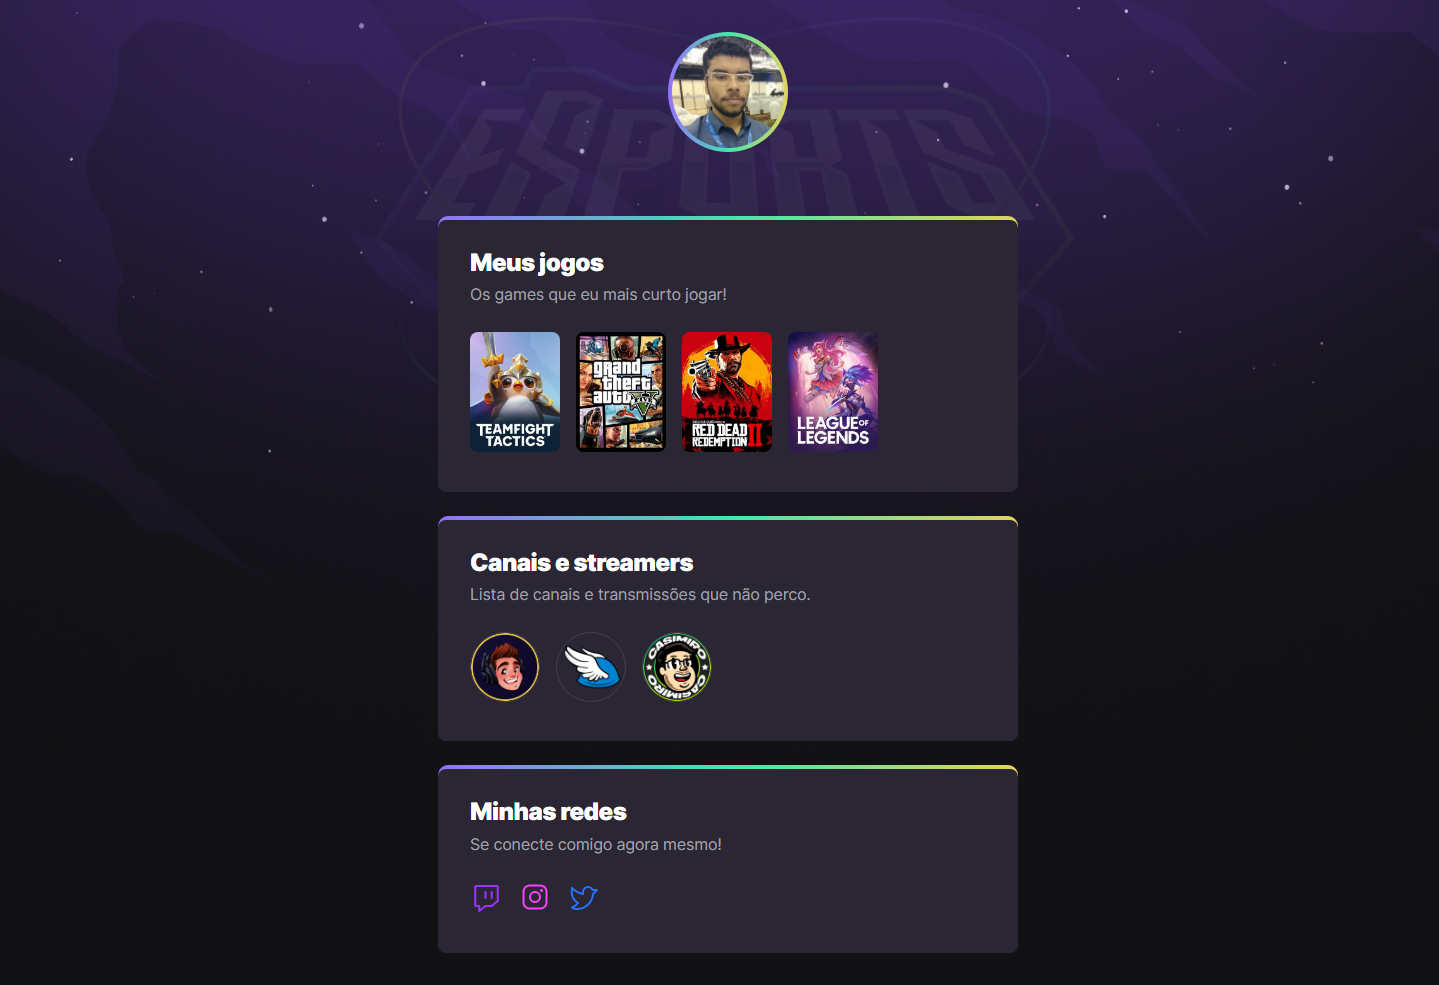 ESPORTS
Meus jogos
Os games que eu mais curto jogar!
TEAMFIGHT
TACTICS
grand
theft
auto
V
FIVE
RED DEAD
REDEMPTION II
LEAGUE OF
LEGENDS
Canais e streamers
Lista de canais e transmissões que não perco.
CASIMIRO
CASIMIRO
Minhas redes
Se conecte comigo agora mesmo!